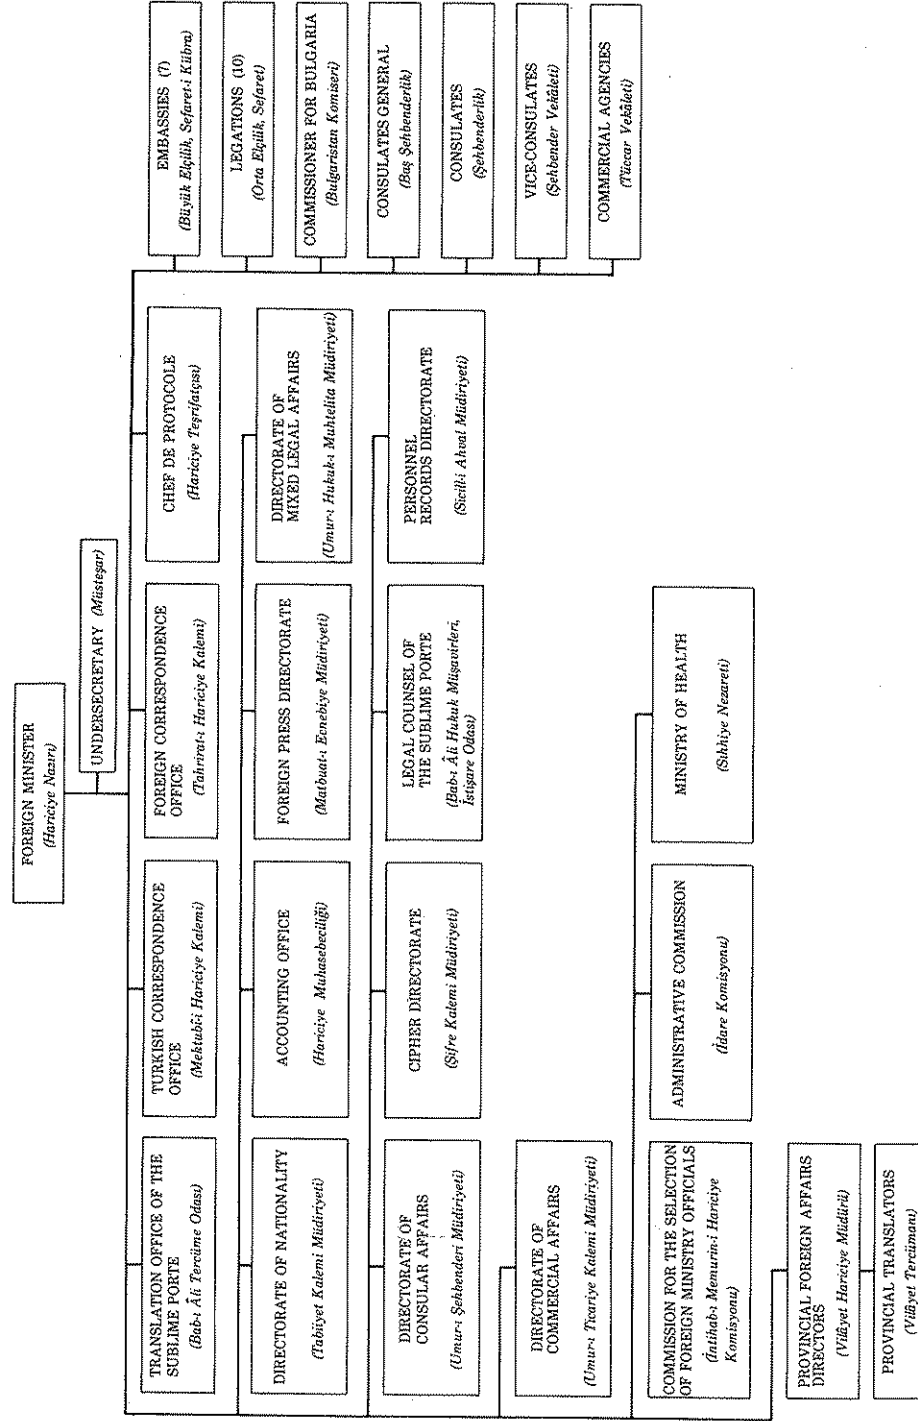 FOREIGN MINISTER
(Hariciye Nazırı)
UNDERSECRETARY (Müsteşar)
TRANSLATION OFFICE OF THE
SUBLIME PORTE
(Bab-ı Âli Tercüme Odası)
TURKISH CORRESPONDENCE
OFFICE
(Mektubî-i Hariciye Kalemi)
FOREIGN CORRESPONDENCE
OFFICE
(Tahrirat-ı Hariciye Kalemi)
CHEF DE PROTOCOLE
(Hariciye Teşrifatçısı)
EMBASSIES (7)
(Büyük Elçilik, Sefaret-i Kübra)
LEGATIONS (10)
(Orta Elçilik, Sefaret)
COMMISSIONER FOR BULGARIA
(Bulgaristan Komiseri)
CONSULATES GENERAL
(Baş Şehbenderlik)
CONSULATES
(Şehbenderlik)
VICE-CONSULATES
(Şehbender Vekâleti)
COMMERCIAL AGENCIES
(Tüccar Vekâleti)
DIRECTORATE OF NATIONALITY
(Tabiiyet Kalemi Müdiriyeti)
ACCOUNTING OFFICE
(Hariciye Muhasebeciliği)
FOREIGN PRESS DIRECTORATE
(Matbuat-ı Ecnebiye Müdiriyeti)
DIRECTORATE OF
MIXED LEGAL AFFAIRS
(Umur-ı Hukuk-ı Muhtelita Müdiriyeti)
DIRECTORATE OF
CONSULAR AFFAIRS
(Umur-ı Şehbenderi Müdiriyeti)
CIPHER DIRECTORATE
(Şifre Kalemi Müdiriyeti)
LEGAL COUNSEL OF
THE SUBLIME PORTE
(Bab-ı Âli Hukuk Müşavirleri,
İstişare Odası)
PERSONNEL
RECORDS DIRECTORATE
(Sicill-i Ahval Müdiriyeti)
DIRECTORATE OF
COMMERCIAL AFFAIRS
(Umur-ı Ticariye Kalemi Müdiriyeti)
COMMISSION FOR THE SELECTION
OF FOREIGN MINISTRY OFFICIALS
(İntihab-ı Memurin-i Hariciye
Komisyonu)
ADMINISTRATIVE COMMISSION
(İdare Komisyonu)
MINISTRY OF HEALTH
(Sıhhiye Nezareti)
PROVINCIAL FOREIGN AFFAIRS
DIRECTORS
(Vilâyet Hariciye Müdürü)
PROVINCIAL TRANSLATORS
(Vilâyet Tercümanı)